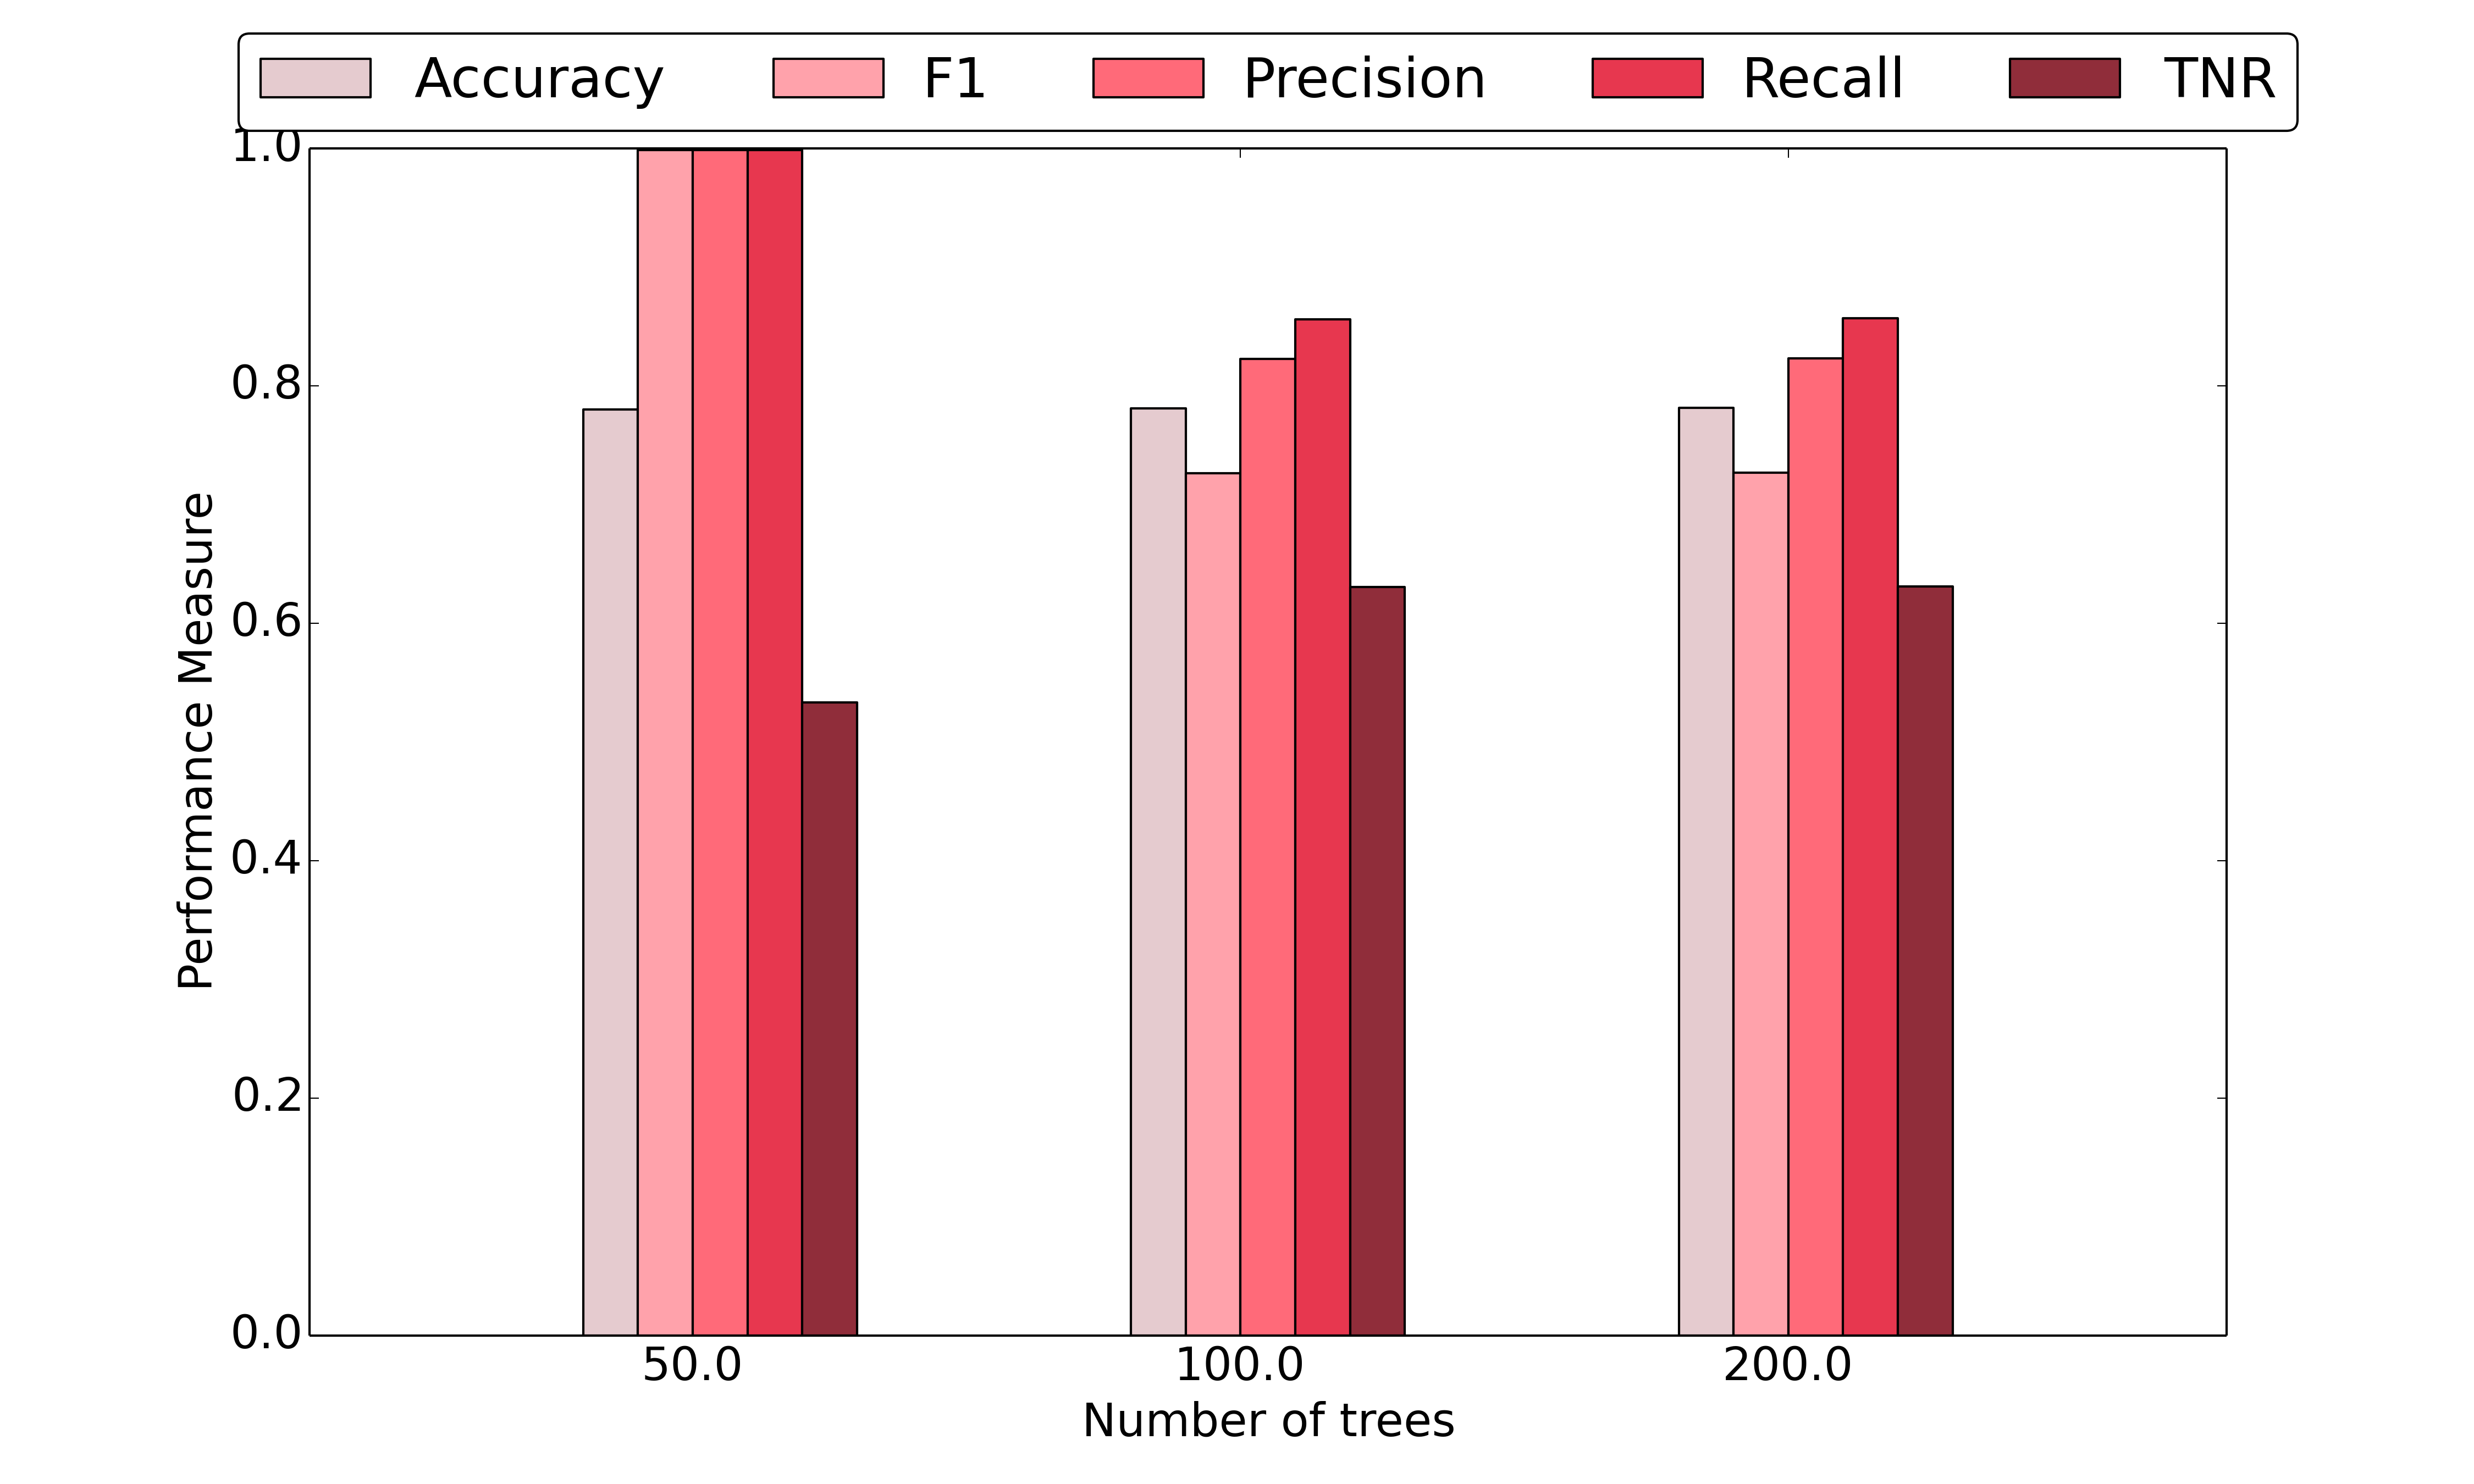 Accuracy F1 Precision Recall TNR
1.0
0.8
0.6
0.4
0.2
0.0
Performance Measure
50.0 100.0 200.0
Number of trees